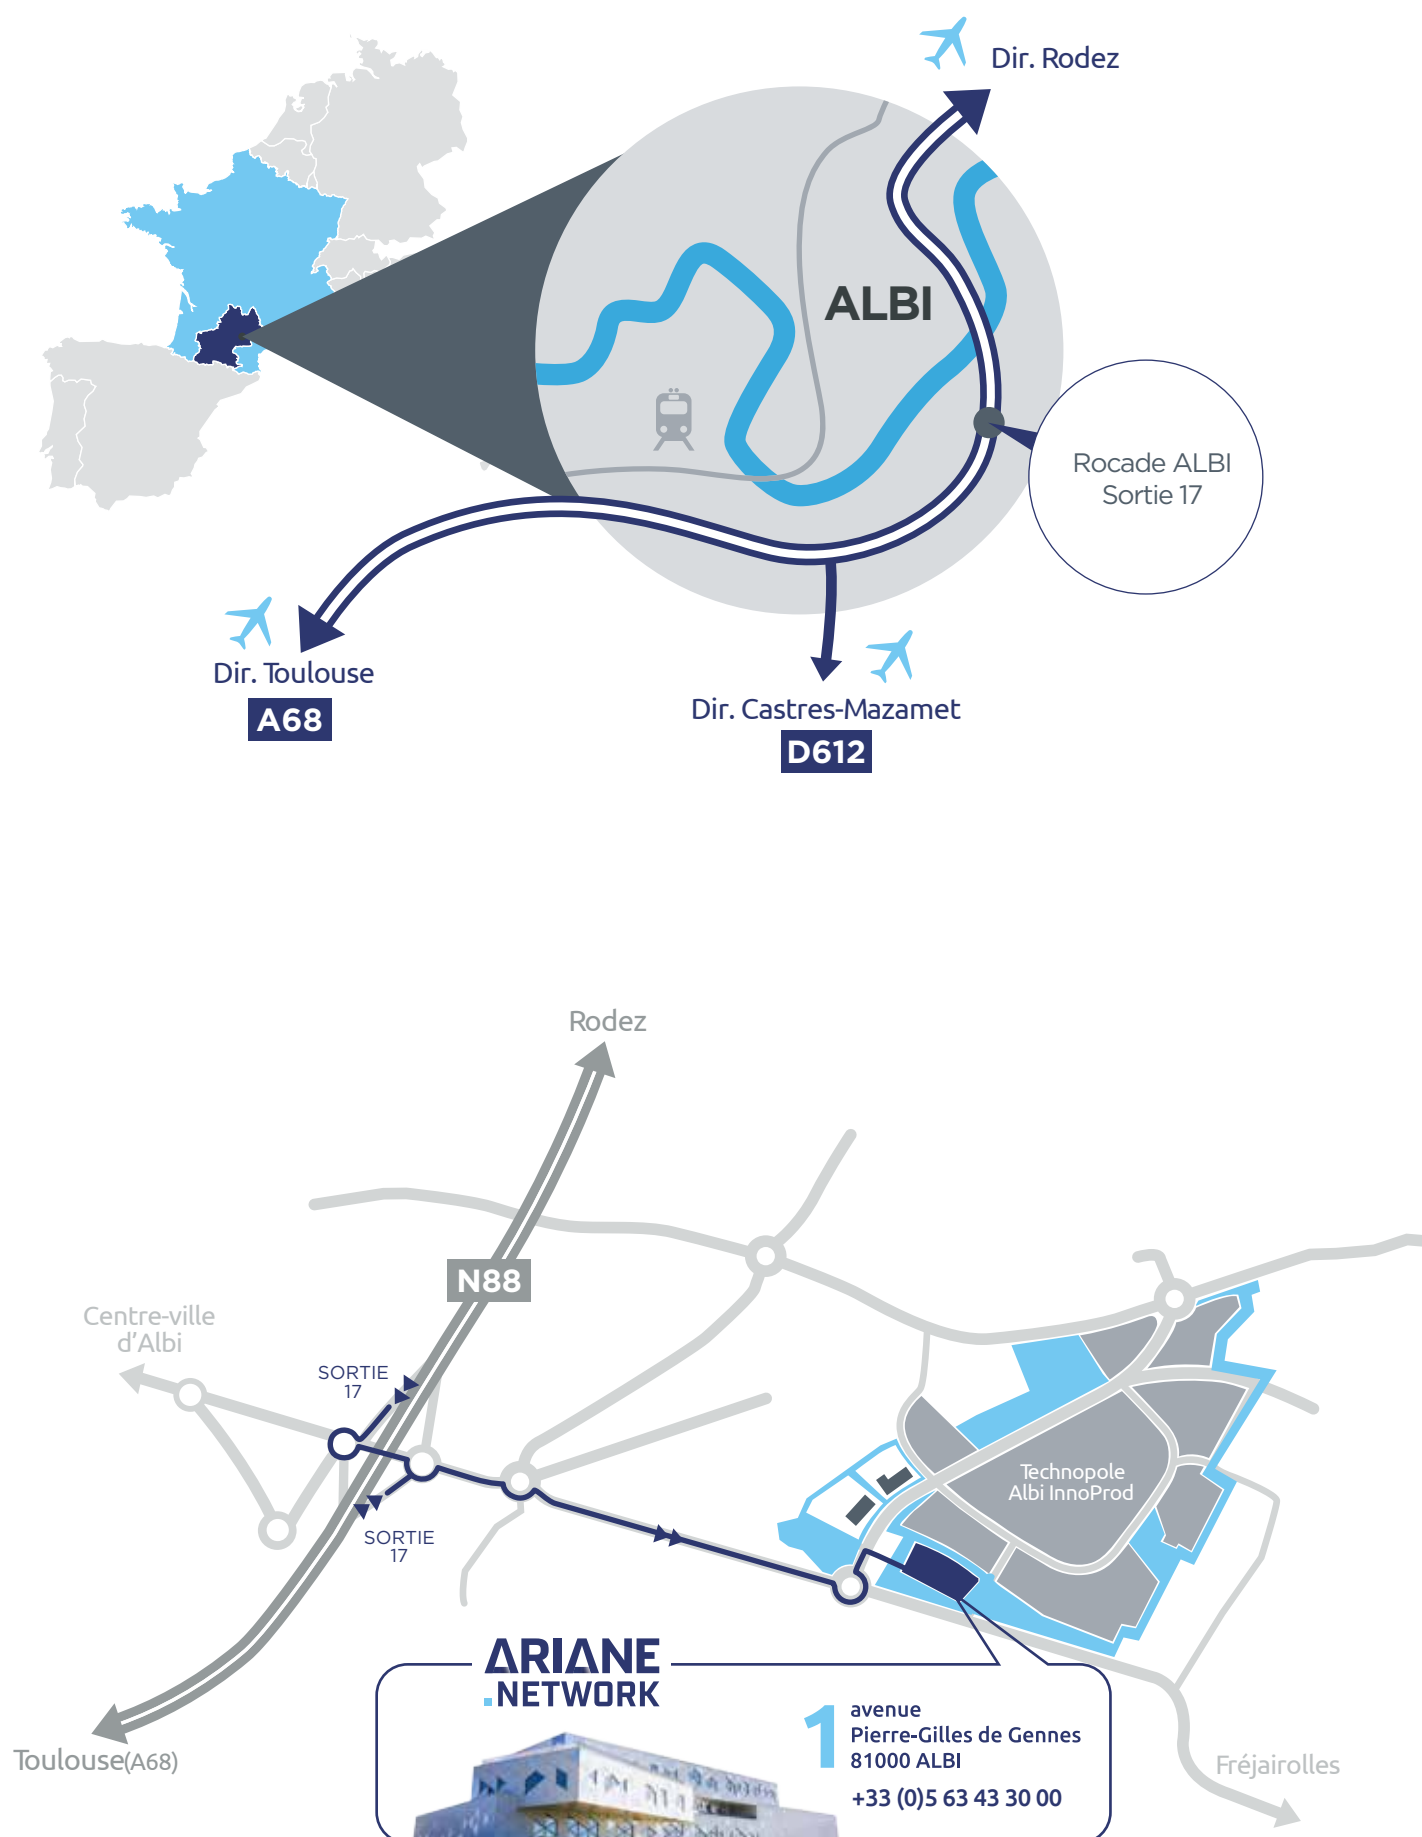 Dir. Rodez
ALBI
Rocade ALBI
Sortie 17
Dir. Toulouse
A68
Dir. Castres-Mazamet
D612
Rodez
N88
Centre-ville
d'Albi
SORTIE
17
SORTIE
17
Technopole
Albi InnoProd
ARIANE
.NETWORK
1 avenue
Pierre-Gilles de Gennes
81000 ALBI
+33 (0)5 63 43 30 00
Toulouse(A68)
Fréjairolles